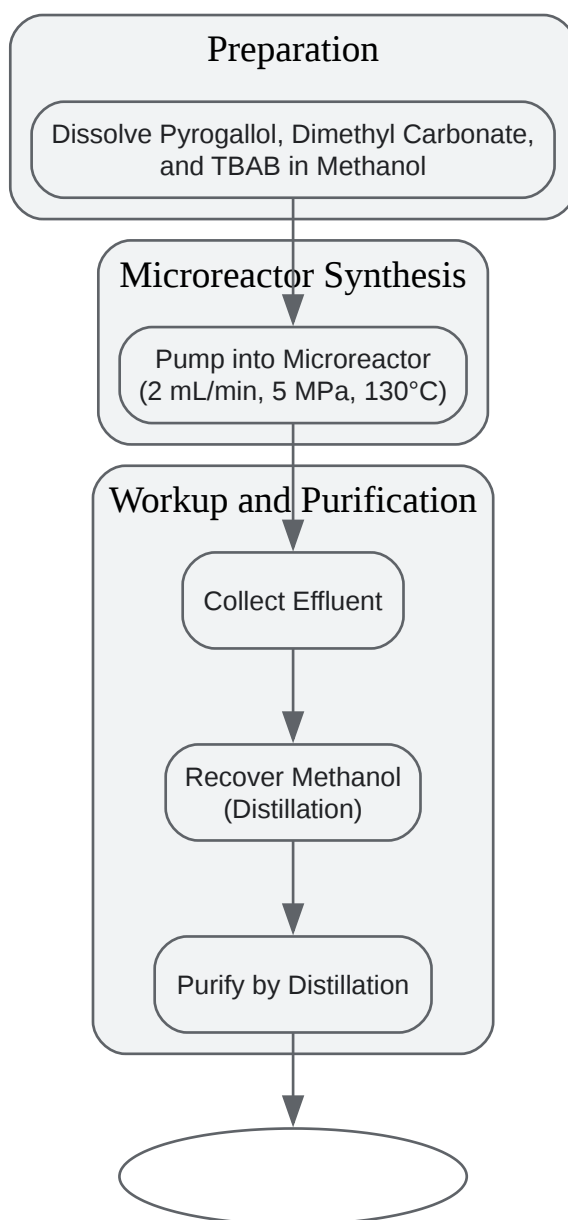 Preparation
Dissolve Pyrogallol, Dimethyl Carbonate,
and TBAB in Methanol
Microreactor Synthesis
Pump into Microreactor
(2 mL/min, 5 MPa, 130°C)
Workup and Purification
Collect Effluent
Recover Methanol
(Distillation)
Purify by Distillation